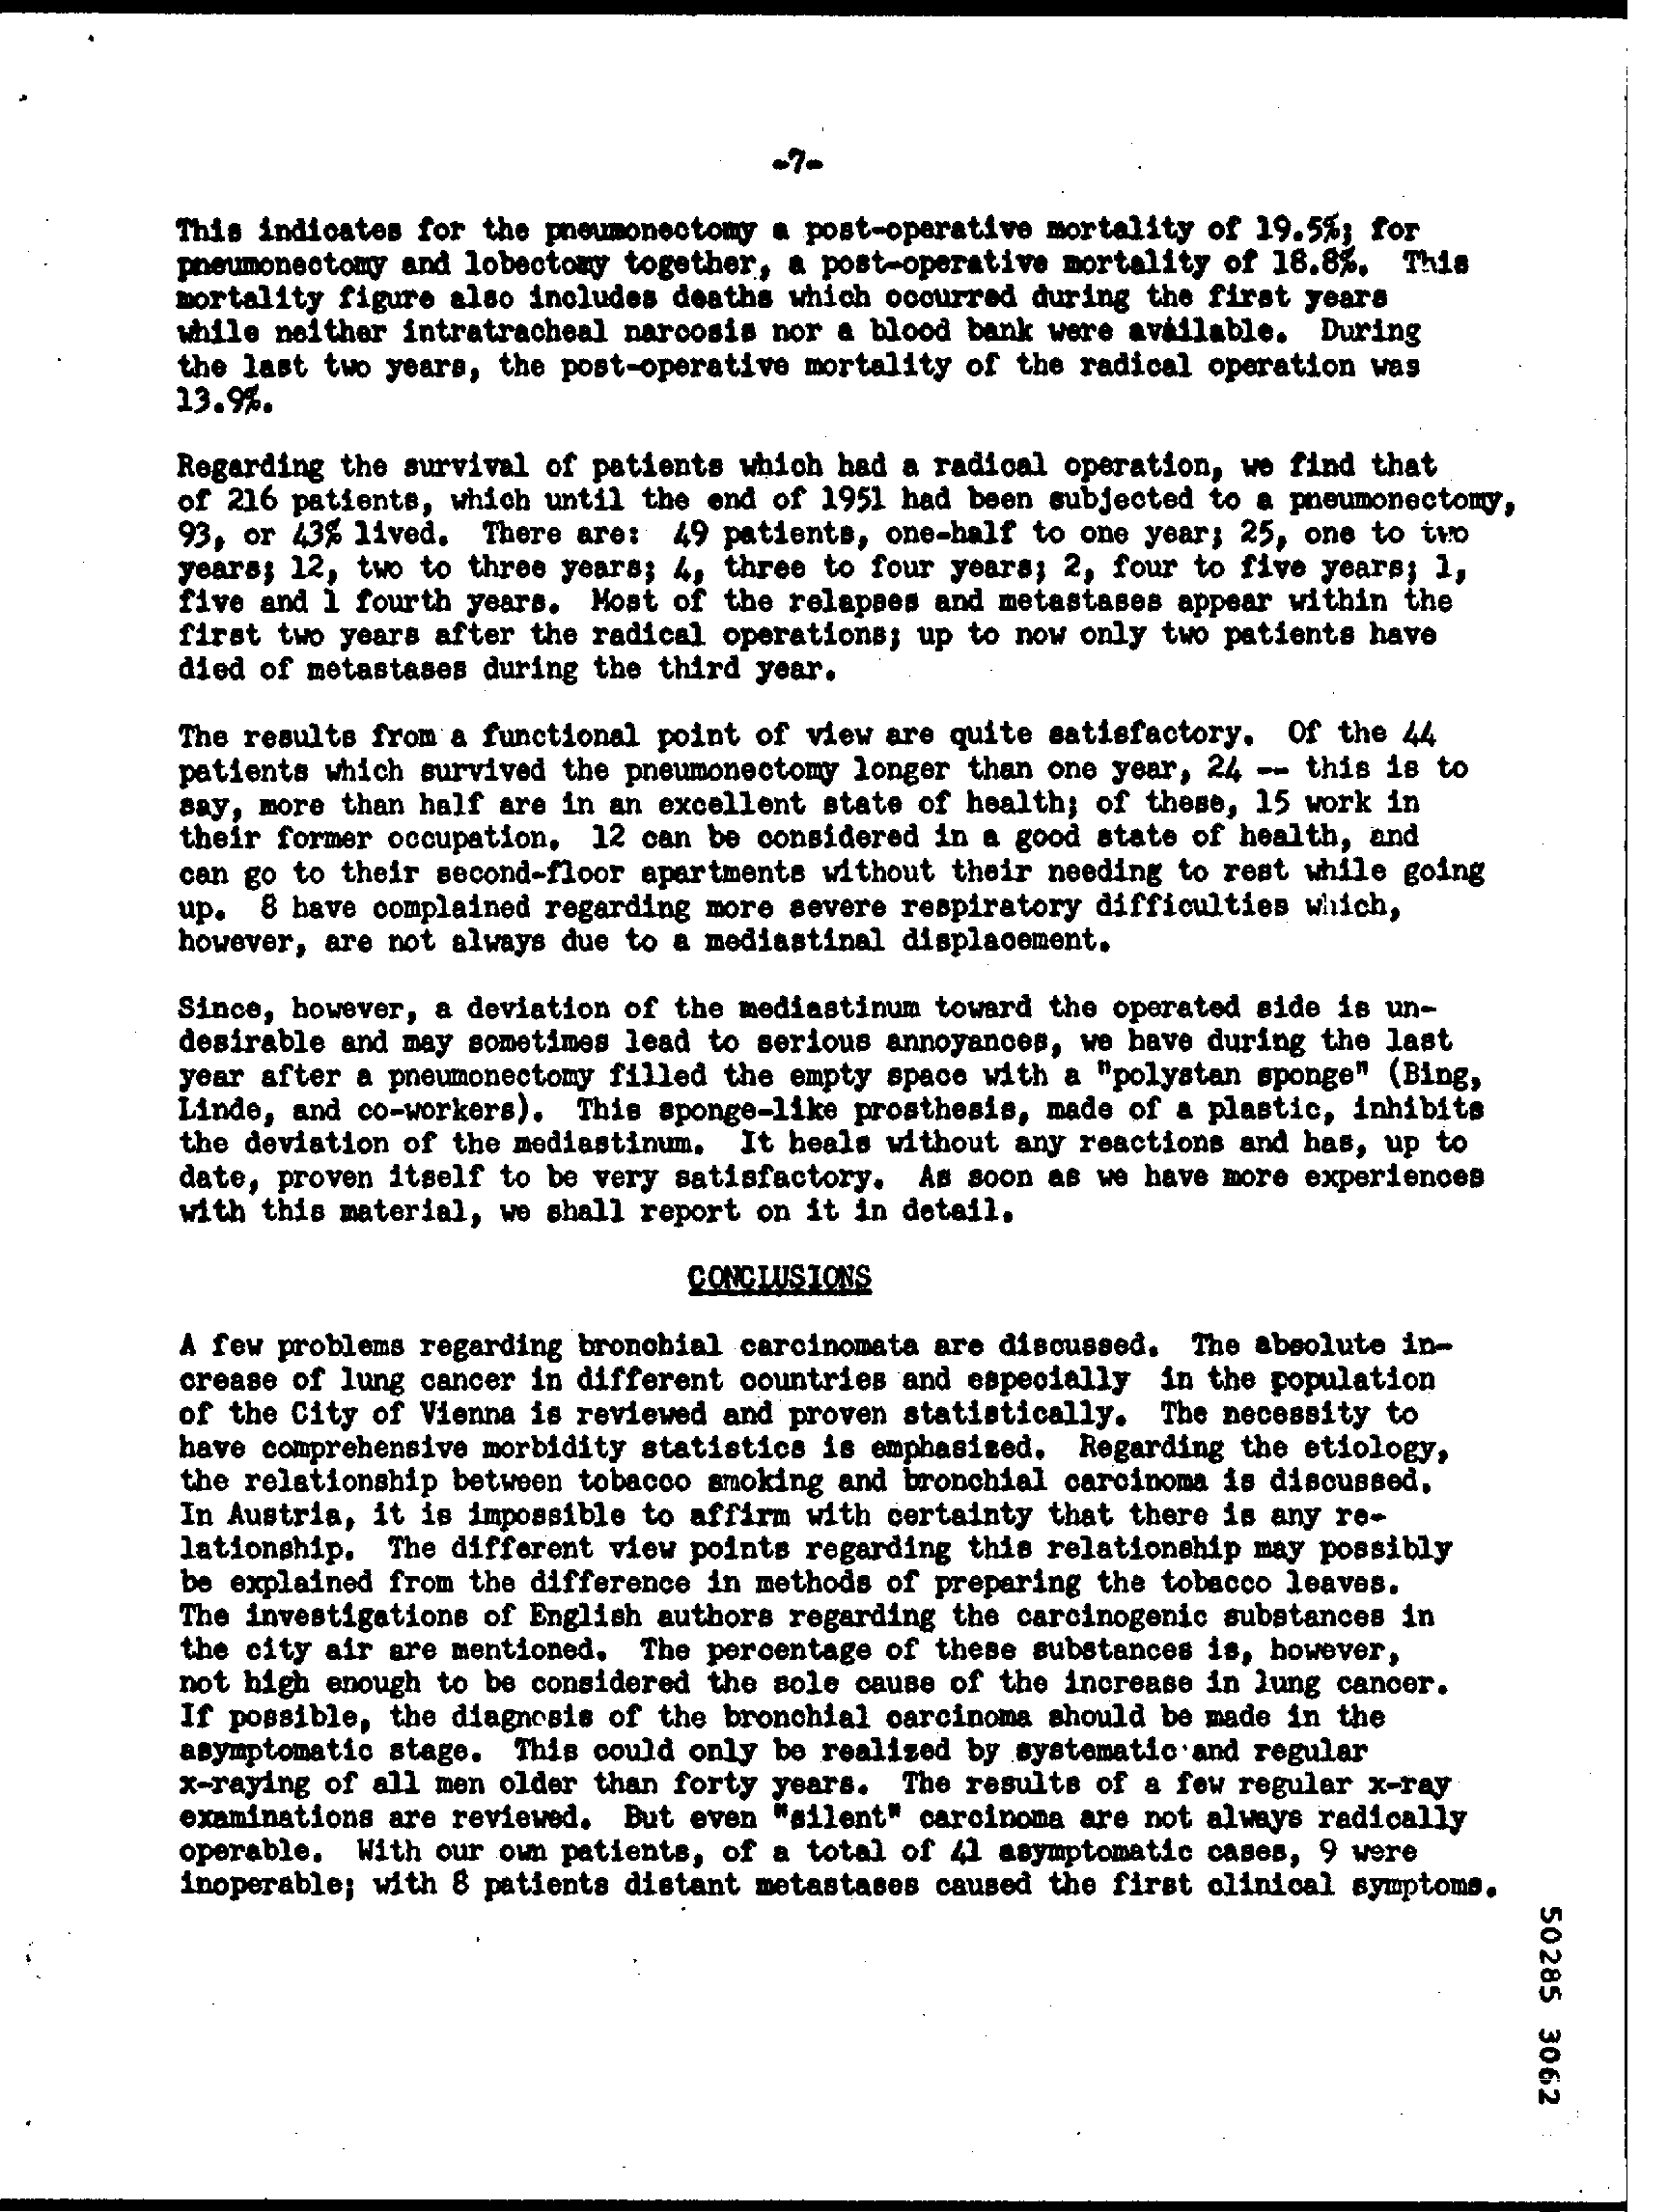 -7-
This indicates for the pneumonectomy a post-operative mortality of 19.5%; for
pneumonectomy and lobectomy together, a post-operative mortality of 18.8%. This
mortality figure also includes deaths which occurred during the first years
while neither intratracheal narcosis nor a blood bank were available. During
the last two years, the post-operative mortality of the radical operation was
13.9%.
Regarding the survival of patients which had a radical operation, we find that
of 216 patients, which until the end of 1951 had been subjected to a pneumonectomy,
93, or 43% lived. There are: 49 patients, one-half to one year; 25, one to two
years; 12, two to three years; 4, three to four years; 2, four to five years; 1,
five and 1 fourth years. Most of the relapses and metastases appear within the
first two years after the radical operations; up to now only two patients have
died of metastases during the third year.
The results from a functional point of view are quite satisfactory. Of the 44
patients which survived the pneumonectomy longer than one year, 24 -- this is to
say, more than half are in an excellent state of health; of these, 15 work in
their former occupation. 12 can be considered in a good state of health, and
can go to their second-floor apartments without their needing to rest while going
up. 8 have complained regarding more severe respiratory difficulties which,
however, are not always due to a mediastinal displacement.
Since, however, a deviation of the mediastinum toward the operated side is un-
desirable and may sometimes lead to serious annoyances, we have during the last
year after a pneumonectomy filled the empty space with a "polystan sponge" (Bing,
Linde, and co-workers). This sponge-like prosthesis, made of a plastic, inhibits
the deviation of the mediastinum. It heals without any reactions and has, up to
date, proven itself to be very satisfactory. As soon as we have more experiences
with this material, we shall report on it in detail.
CONCLUSIONS
A few problems regarding bronchial carcinomata are discussed. The absolute in-
crease of lung cancer in different countries and especially in the population
of the City of Vienna is reviewed and proven statistically. The necessity to
have comprehensive morbidity statistics is emphasized. Regarding the etiology,
the relationship between tobacco smoking and bronchial carcinoma is discussed.
In Austria, it is impossible to affirm with certainty that there is any re-
lationship. The different view points regarding this relationship may possibly
be explained from the difference in methods of preparing the tobacco leaves.
The investigations of English authors regarding the carcinogenic substances in
the city air are mentioned. The percentage of these substances is, however,
not high enough to be considered the sole cause of the increase in lung cancer.
If possible, the diagnosis of the bronchial carcinoma should be made in the
asymptomatic stage. This could only be realized by systematic and regular
x-raying of all men older than forty years. The results of a few regular x-ray
examinations are reviewed. But even "silent" carcinoma are not always radically
operable. With our own patients, of a total of 41 asymptomatic cases, 9 were
inoperable; with 8 patients distant metastases caused the first clinical symptoms.
50285 3062